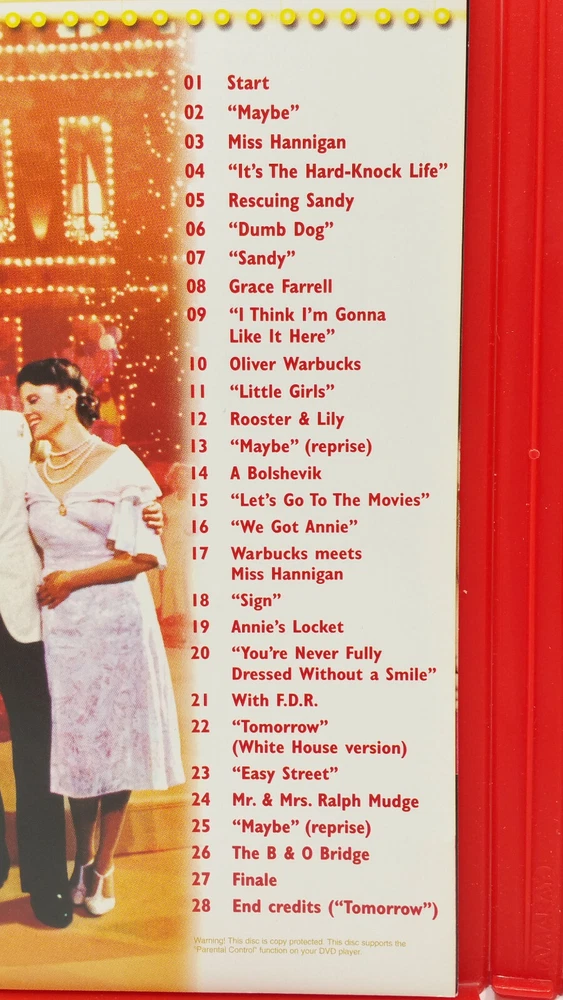 01 Start
02 “Maybe”
03 Miss Hannigan
04 “It’s The Hard-Knock Life”
05 Rescuing Sandy
06 “Dumb Dog”
07 “Sandy”
08 Grace Farrell
09 “I Think I’m Gonna
Like It Here”
10 Oliver Warbucks
11 “Little Girls”
12 Rooster & Lily
13 “Maybe” (reprise)
14 A Bolshevik
15 “Let’s Go To The Movies”
16 “We Got Annie”
17 Warbucks meets
Miss Hannigan
18 “Sign”
19 Annie’s Locket
20 “You’re Never Fully
Dressed Without a Smile”
21 With F.D.R.
22 “Tomorrow”
(White House version)
23 “Easy Street”
24 Mr. & Mrs. Ralph Mudge
25 “Maybe” (reprise)
26 The B & O Bridge
27 Finale
28 End credits (“Tomorrow”)
Warning! This disc is copy protected. This disc supports the
“Parental Control” function on your DVD player.